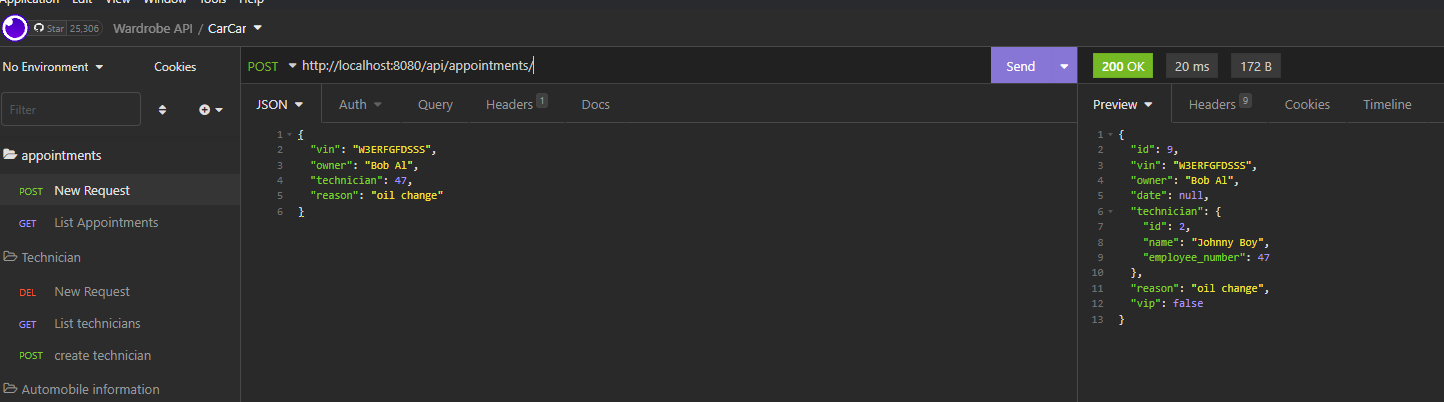 Application Edit View Window Tools Help
Star 25,306 Wardrobe API / CarCar
No Environment Cookies
Filter
appointments
POST New Request
GET List Appointments
Technician
DEL New Request
GET List technicians
POST create technician
Automobile information
POST http://localhost:8080/api/appointments/ Send
JSON Auth Query Headers 1 Docs
1 {
2 "vin": "W3ERFGFDSSS",
3 "owner": "Bob Al",
4 "technician": 47,
5 "reason": "oil change"
6 }
200 OK 20 ms 172 B
Preview Headers 9 Cookies Timeline
1 {
2 "id": 9,
3 "vin": "W3ERFGFDSSS",
4 "owner": "Bob Al",
5 "date": null,
6 "technician": {
7 "id": 2,
8 "name": "Johnny Boy",
9 "employee_number": 47
10 },
11 "reason": "oil change",
12 "vip": false
13 }